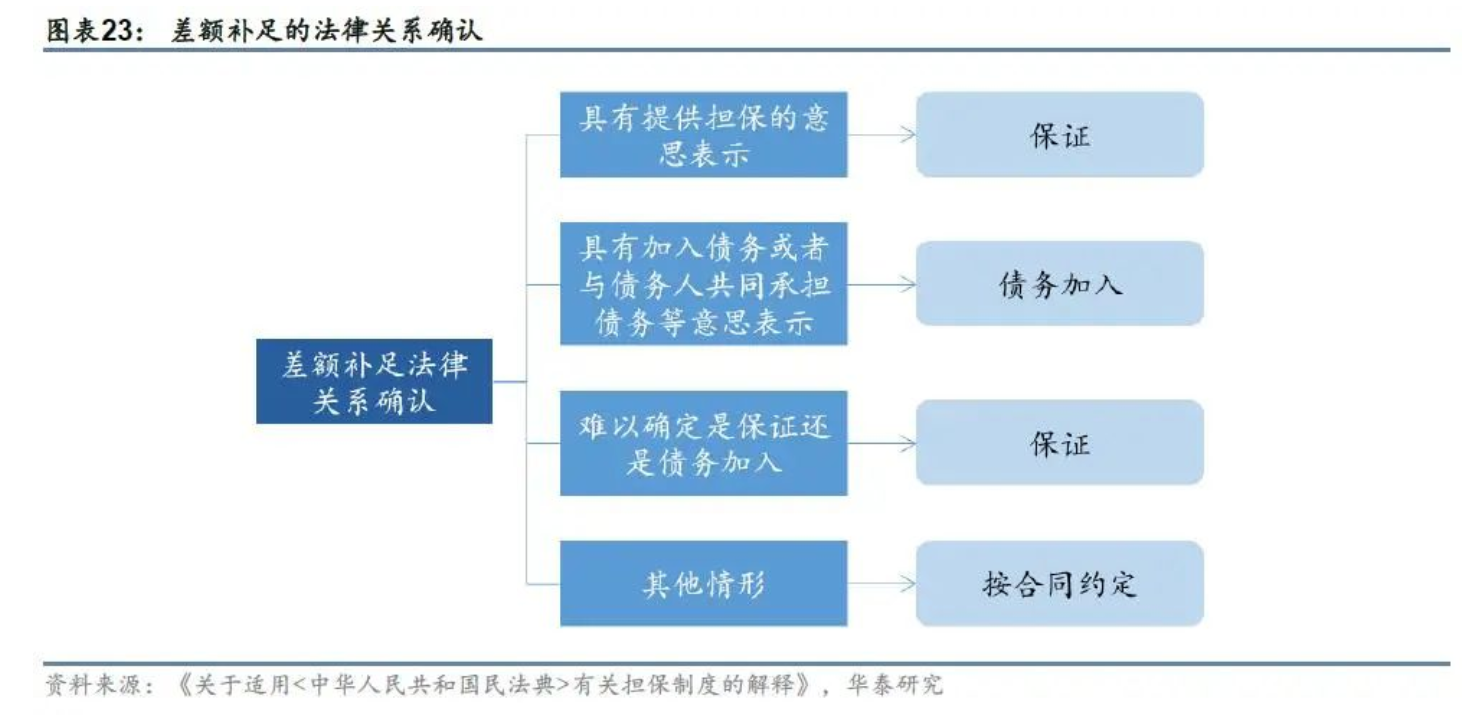 图表23： 差额补足的法律关系确认
差额补足法律
关系确认
具有提供担保的意
思表示
保证
具有加入债务或者
与债务人共同承担
债务等意思表示
债务加入
难以确定是保证还
是债务加入
保证
其他情形
按合同约定
资料来源：《关于适用<中华人民共和国民法典>有关担保制度的解释》，华泰研究